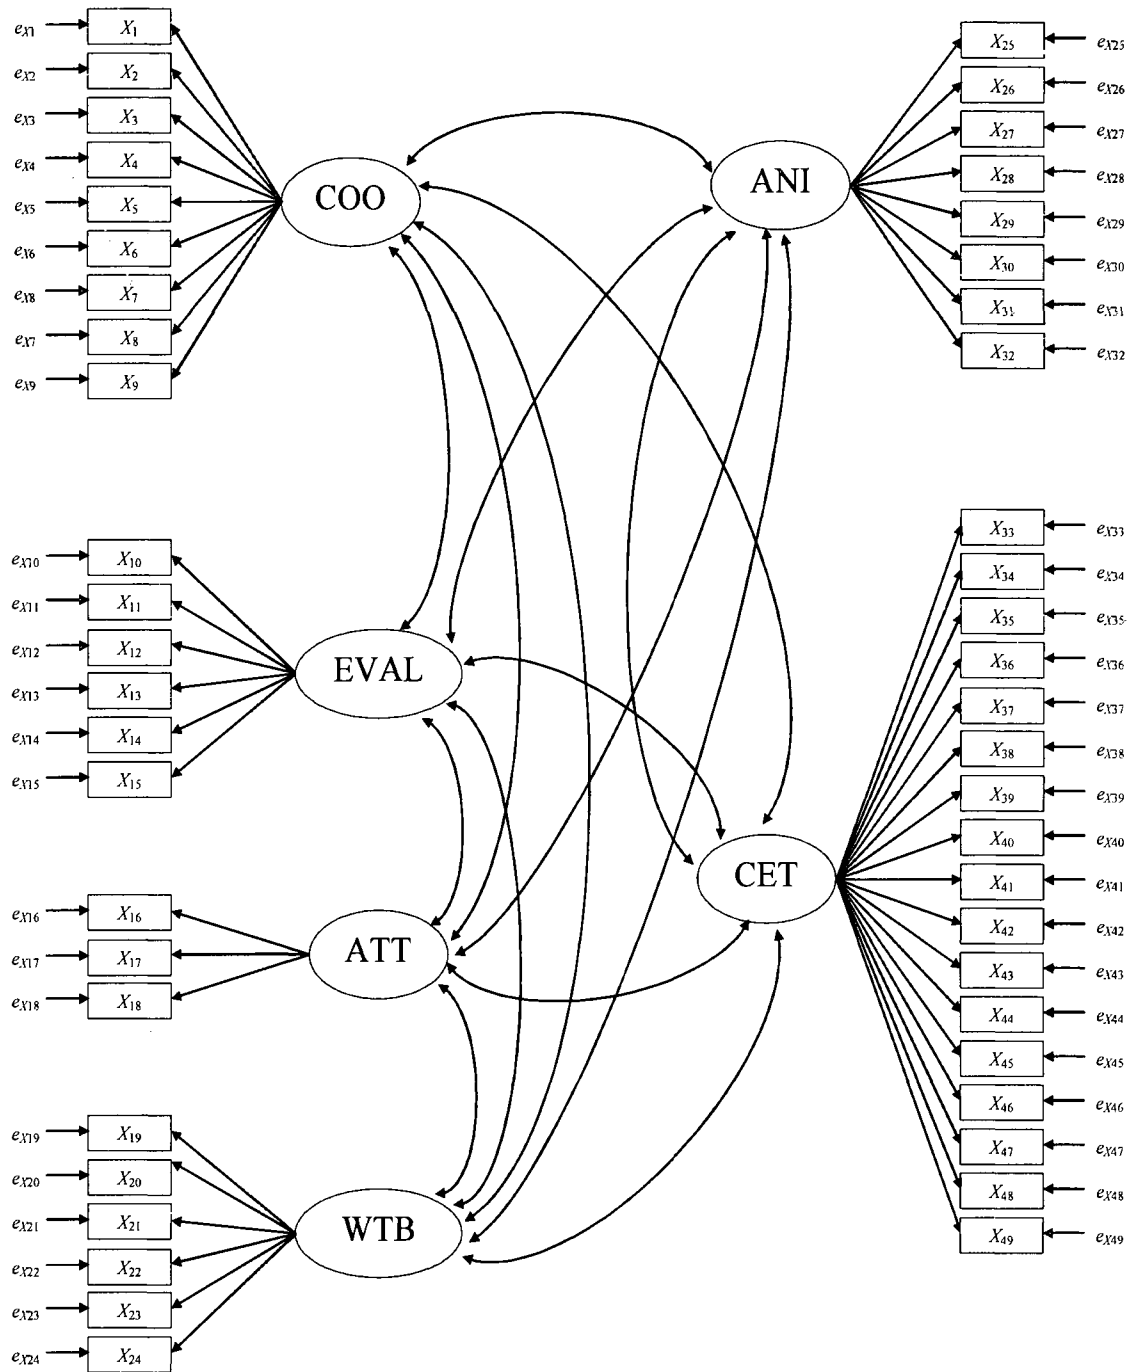 eX1 X1
eX2 X2
eX3 X3
eX4 X4
eX5 X5
eX6 X6
eX8 X7
eX7 X8
eX9 X9
COO
ANI
X25 eX25
X26 eX26
X27 eX27
X28 eX28
X29 eX29
X30 eX30
X31 eX31
X32 eX32
eX10 X10
eX11 X11
eX12 X12
eX13 X13
eX14 X14
eX15 X15
EVAL
eX16 X16
eX17 X17
eX18 X18
ATT
eX19 X19
eX20 X20
eX21 X21
eX22 X22
eX23 X23
eX24 X24
WTB
CET
X33 eX33
X34 eX34
X35 eX35
X36 eX36
X37 eX37
X38 eX38
X39 eX39
X40 eX40
X41 eX41
X42 eX42
X43 eX43
X44 eX44
X45 eX45
X46 eX46
X47 eX47
X48 eX48
X49 eX49